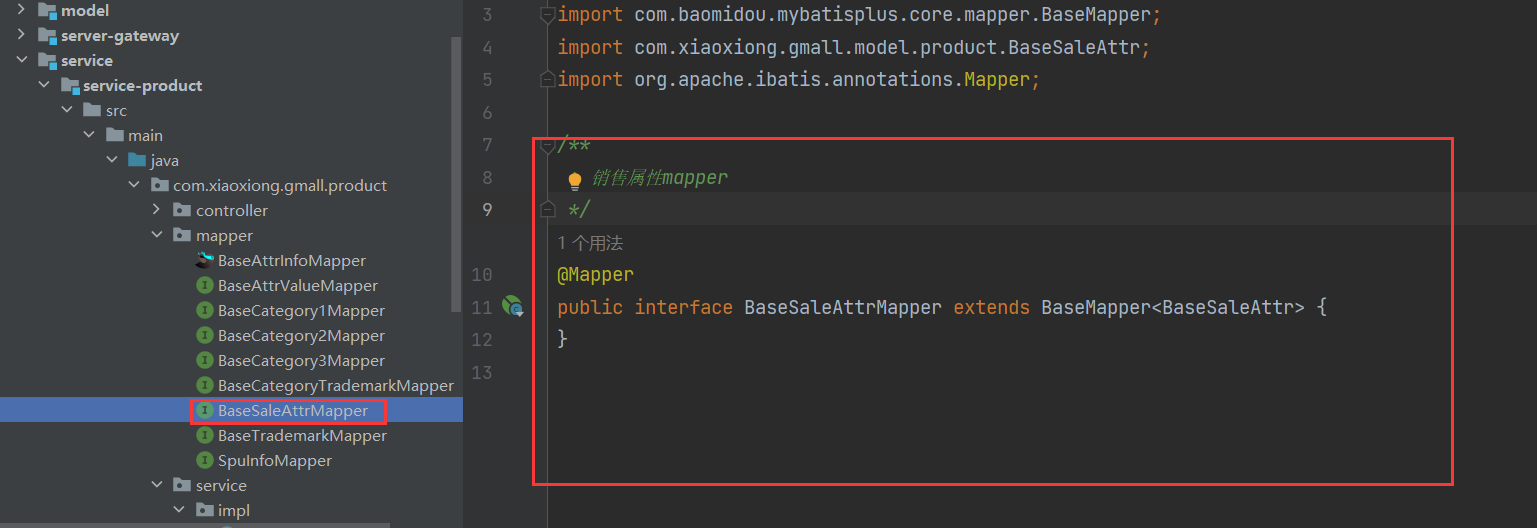 model
server-gateway
service
service-product
src
main
java
com.xiaoxiong.gmall.product
controller
mapper
BaseAttrInfoMapper
BaseAttrValueMapper
BaseCategory1Mapper
BaseCategory2Mapper
BaseCategory3Mapper
BaseCategoryTrademarkMapper
BaseSaleAttrMapper
BaseTrademarkMapper
SpuInfoMapper
service
impl
3 import com.baomidou.mybatisplus.core.mapper.BaseMapper;
4 import com.xiaoxiong.gmall.model.product.BaseSaleAttr;
5 import org.apache.ibatis.annotations.Mapper;
6
7 /**
8 销售属性mapper
9 */
1 个用法
10 @Mapper
11 public interface BaseSaleAttrMapper extends BaseMapper<BaseSaleAttr> {
12 }
13